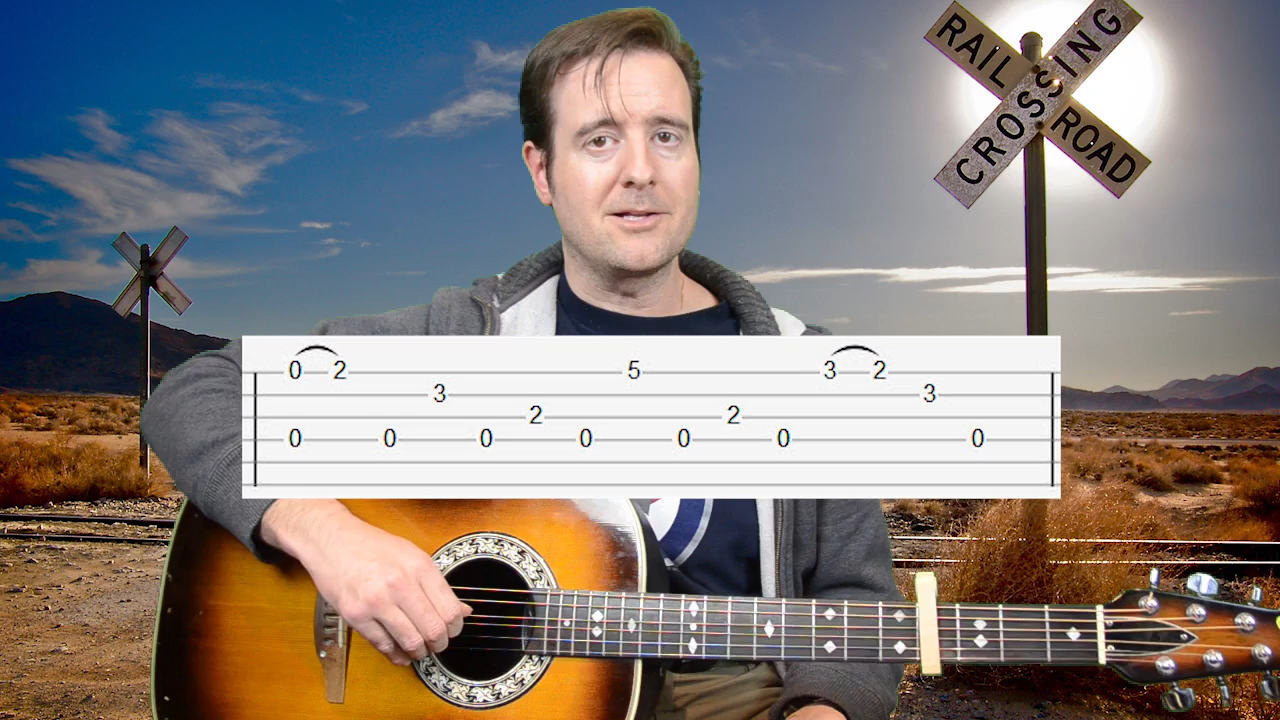 RAIL
CROSSING
ROAD
0 2 5 3 2
3 3
2 2
0 0 0 0 0 0 0